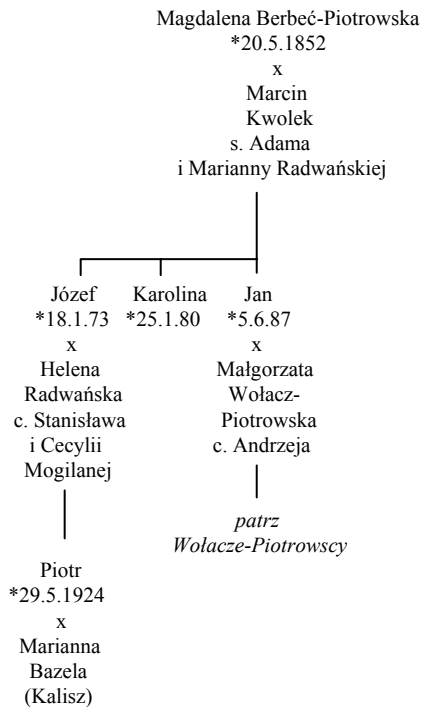 Magdalena Berbeć-Piotrowska
*20.5.1852
x
Marcin
Kwolek
s. Adama
i Marianny Radwańskiej
Józef
*18.1.73
x
Helena
Radwańska
c. Stanisława
i Cecylii
Mogilanej
Piotr
*29.5.1924
x
Marianna
Bazela
(Kalisz)
Karolina
*25.1.80
Jan
*5.6.87
x
Małgorzata
Wołacz-
Piotrowska
c. Andrzeja
patrz
Wołacze-Piotrowscy